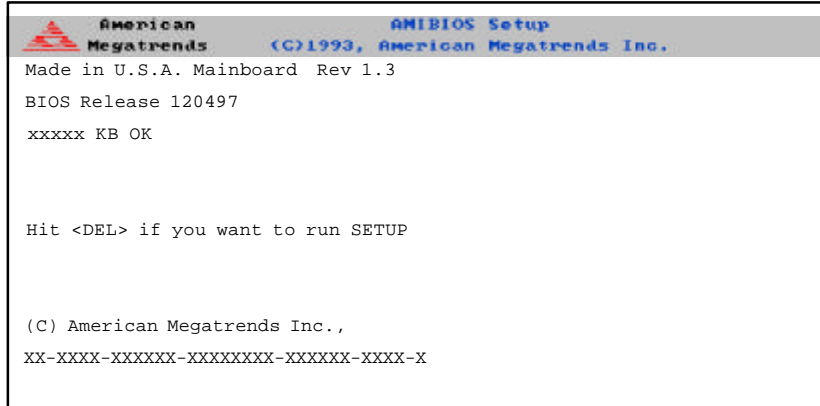 American AMIBIOS Setup
Megatrends (C)1993, American Megatrends Inc.
Made in U.S.A. Mainboard Rev 1.3
BIOS Release 120497
xxxxx KB OK
Hit <DEL> if you want to run SETUP
(C) American Megatrends Inc.,
XX-XXXX-XXXXXX-XXXXXXXX-XXXXXX-XXXX-X